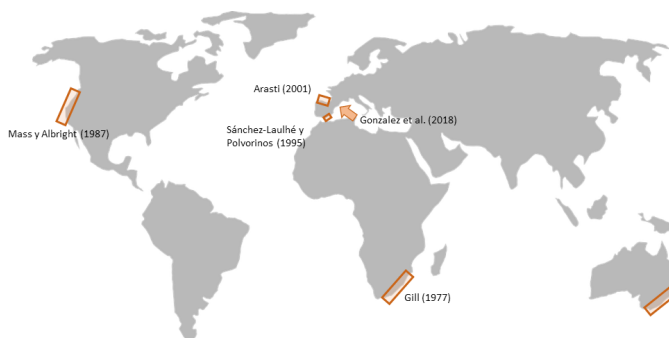 Arasti (2001)
Mass y Albright (1987)
Gonzalez et al. (2018)
Sánchez-Laulhé y
Polvorinos (1995)
Gill (1977)